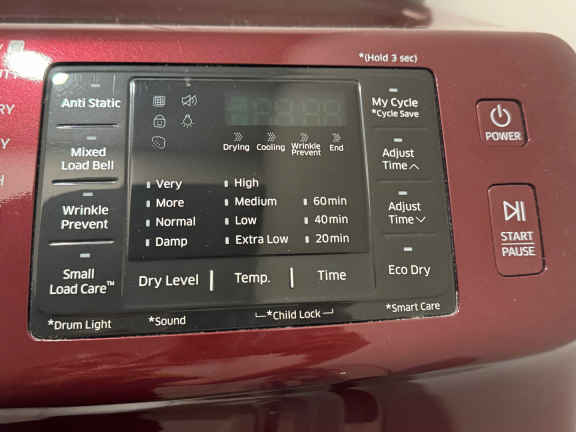 *(Hold 3 sec)
Anti Static
Mixed
Load Bell
Wrinkle
Prevent
Small
Load Care™
*Drum Light
Drying
Cooling
Wrinkle
Prevent
End
Very
More
Normal
Damp
High
Medium
Low
Extra Low
60min
40min
20min
Dry Level
Temp.
Time
*Sound
*Child Lock
My Cycle
*Cycle Save
Adjust
Time
Adjust
Time
Eco Dry
*Smart Care
POWER
START
PAUSE
RY
Y
H